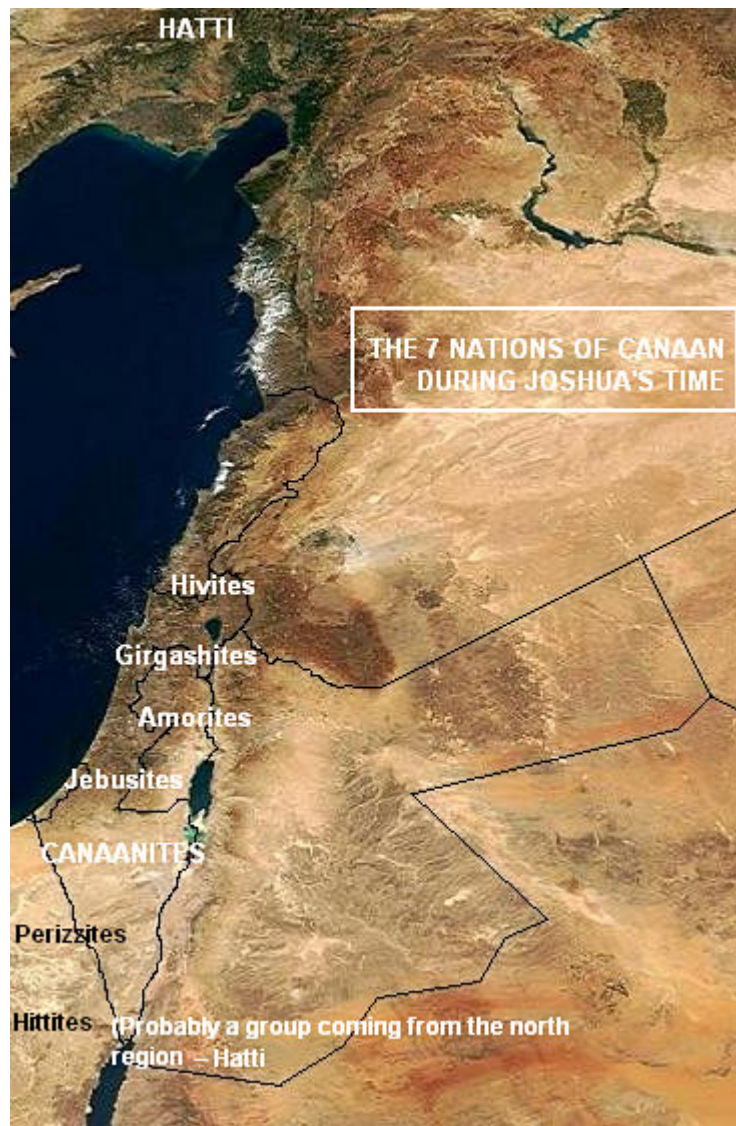 HATTI
THE 7 NATIONS OF CANAAN
DURING JOSHUA'S TIME
Hivites
Girgashites
Amorites
Jebusites
CANAANITES
Perizzites
Hittites (Probably a group coming from the north
region – Hatti